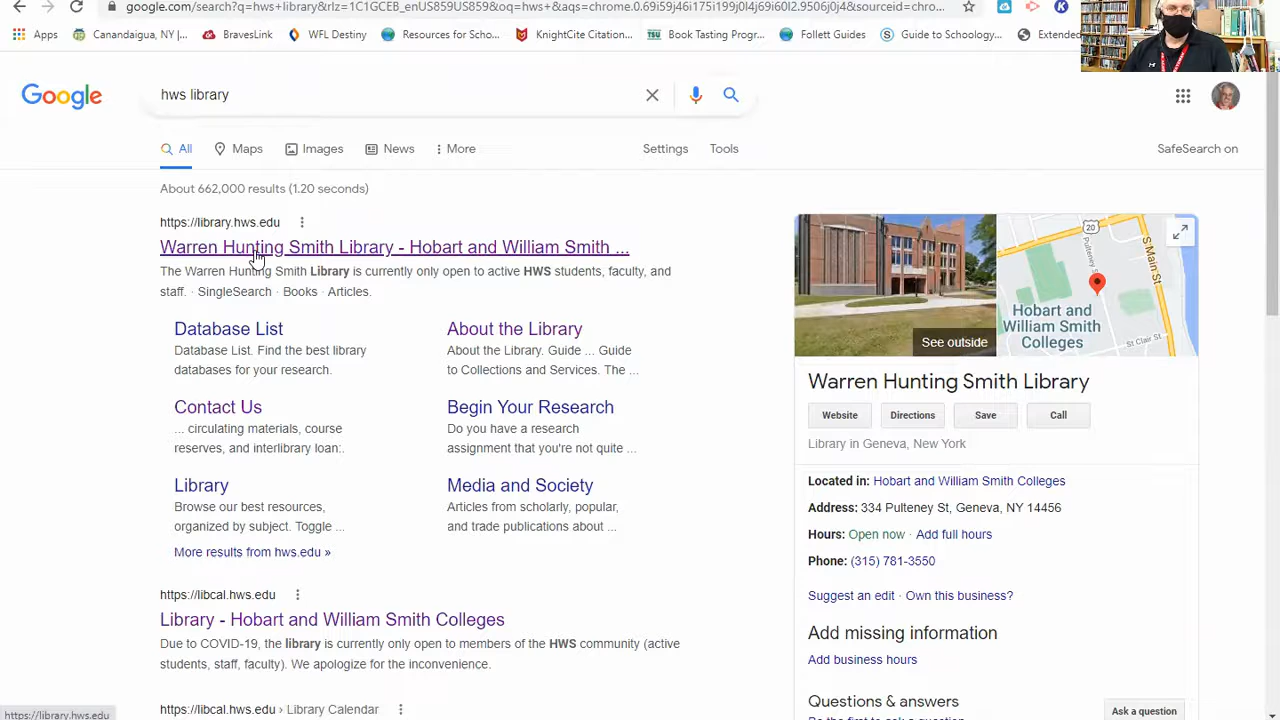 google.com/search?q=hws+library&rlz=1C1GCEB_enUS859US859&oq=hws+&aqs=chrome.0.69i59j46i175i199j0l4j69i60l2.9506j0j4&sourceid=chro...
Apps Canandaigua, NY |... BravesLink WFL Destiny Resources for Scho... KnightCite Citation... Book Tasting Prog... Follett Guides Guide to Schoology... Extended
Google hws library
All Maps Images News More Settings Tools SafeSearch on
About 662,000 results (1.20 seconds)
https://library.hws.edu
Warren Hunting Smith Library - Hobart and William Smith ...
The Warren Hunting Smith Library is currently only open to active HWS students, faculty, and
staff. · SingleSearch · Books · Articles.
Database List
Database List. Find the best library
databases for your research.
About the Library
About the Library. Guide ... Guide
to Collections and Services. The ...
Contact Us
... circulating materials, course
reserves, and interlibrary loan:.
Begin Your Research
Do you have a research
assignment that you're not quite ...
Library
Browse our best resources,
organized by subject. Toggle ...
Media and Society
Articles from scholarly, popular,
and trade publications about ...
More results from hws.edu »
https://libcal.hws.edu
Library - Hobart and William Smith Colleges
Due to COVID-19, the library is currently only open to members of the HWS community (active
students, staff, faculty). We apologize for the inconvenience.
https://libcal.hws.edu › Library Calendar
See outside
20
Pulteney St
S Main St
Hobart and
William Smith
Colleges
St Clair St
Warren Hunting Smith Library
Website Directions Save Call
Library in Geneva, New York
Located in: Hobart and William Smith Colleges
Address: 334 Pulteney St, Geneva, NY 14456
Hours: Open now · Add full hours
Phone: (315) 781-3550
Suggest an edit · Own this business?
Add missing information
Add business hours
Questions & answers
Ask a question
Be the first to ask a question
https://library.hws.edu